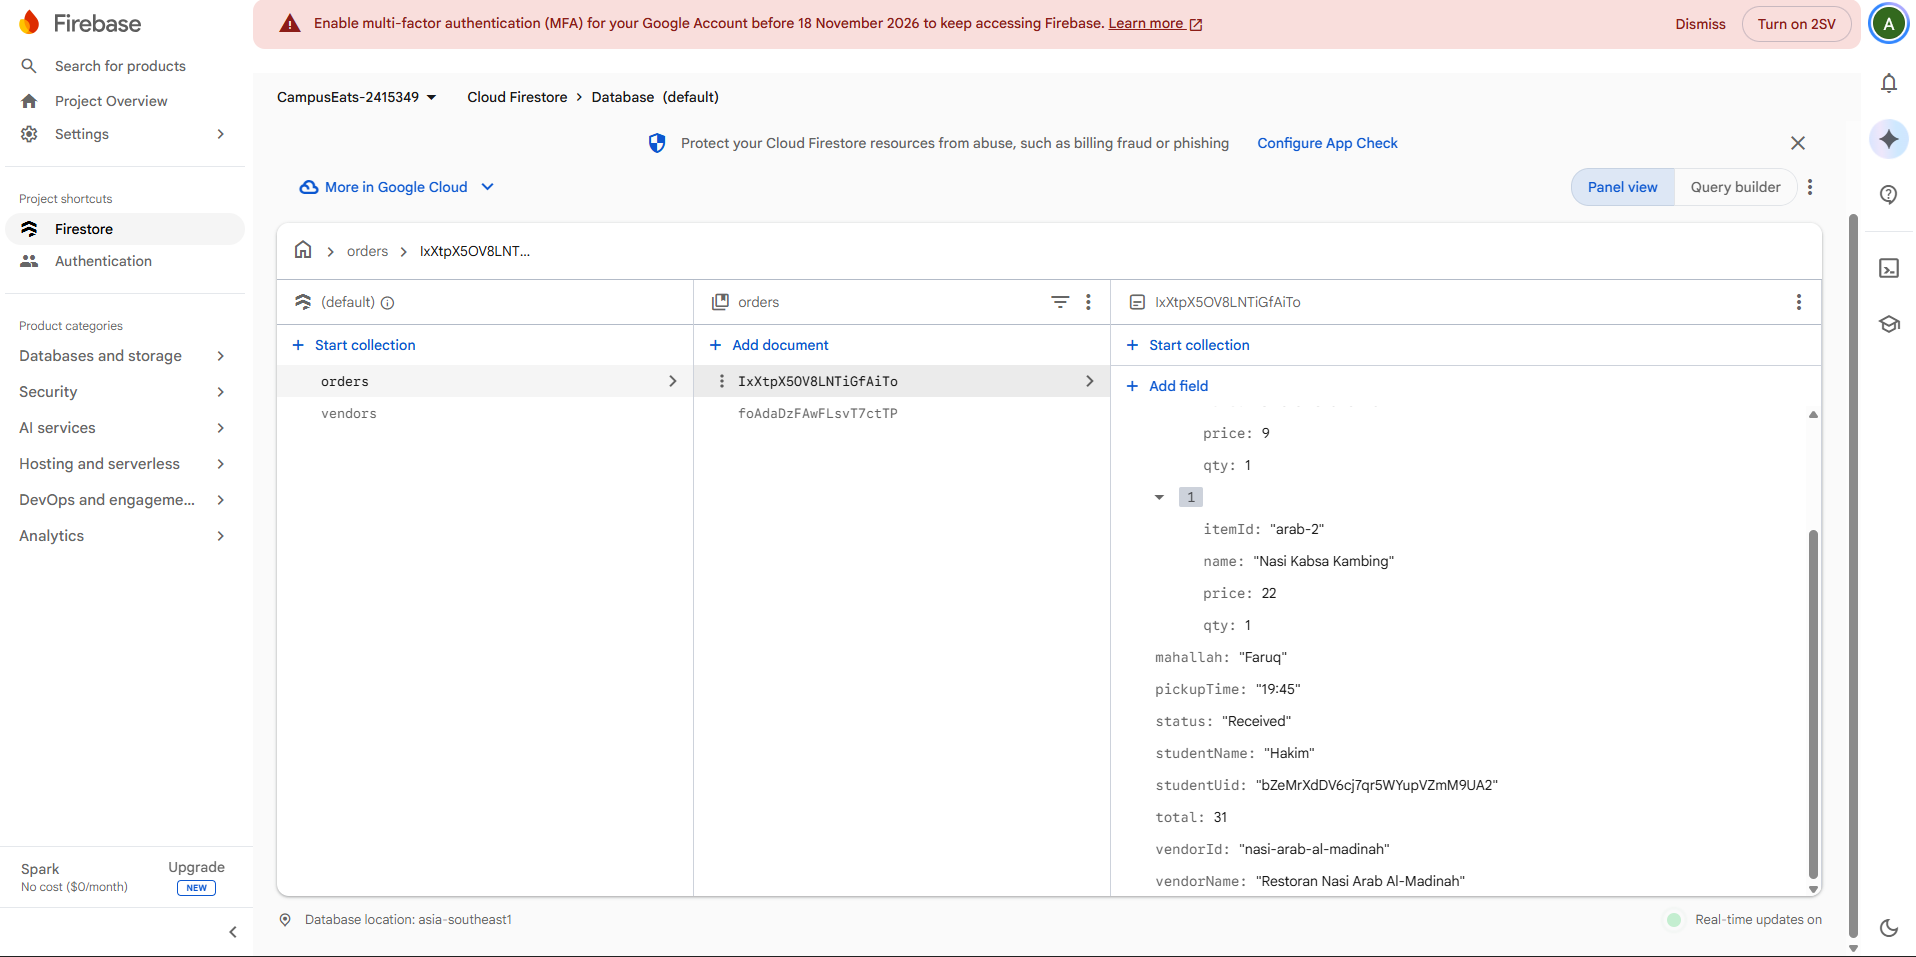 Firebase
Enable multi-factor authentication (MFA) for your Google Account before 18 November 2026 to keep accessing Firebase. Learn more
Dismiss
Turn on 2SV
A
Search for products
Project Overview
Settings
Project shortcuts
Firestore
Authentication
Product categories
Databases and storage
Security
AI services
Hosting and serverless
DevOps and engageme...
Analytics
Spark
No cost ($0/month)
Upgrade
NEW
CampusEats-2415349
Cloud Firestore > Database (default)
Protect your Cloud Firestore resources from abuse, such as billing fraud or phishing
Configure App Check
More in Google Cloud
Panel view
Query builder
orders > IxXtpX5OV8LNT...
(default)
Start collection
orders
vendors
orders
Add document
IxXtpX5OV8LNTiGfAiTo
foAdaDzFAwFLsvT7ctTP
IxXtpX5OV8LNTiGfAiTo
Start collection
Add field
price: 9
qty: 1
1
itemId: "arab-2"
name: "Nasi Kabsa Kambing"
price: 22
qty: 1
mahallah: "Faruq"
pickupTime: "19:45"
status: "Received"
studentName: "Hakim"
studentUid: "bZeMrXdDV6cj7qr5WYupVZmM9UA2"
total: 31
vendorId: "nasi-arab-al-madinah"
vendorName: "Restoran Nasi Arab Al-Madinah"
Database location: asia-southeast1
Real-time updates on